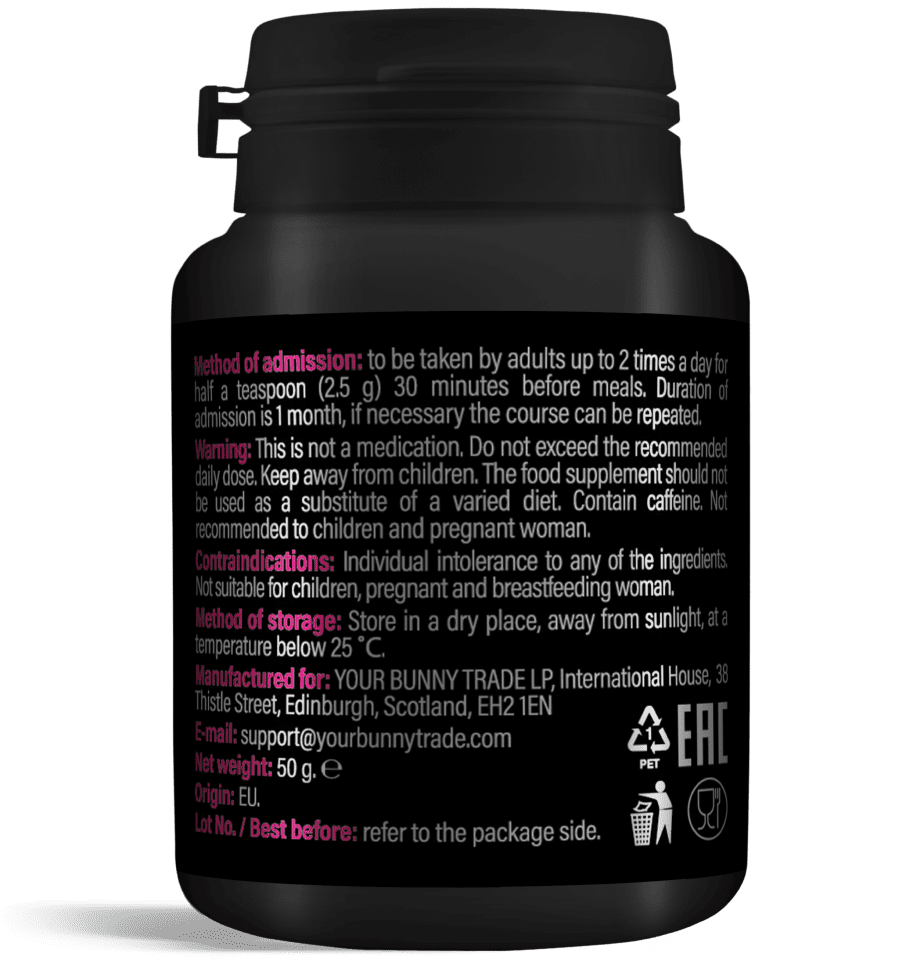 Method of admission: to be taken by adults up to 2 times a day for
half a teaspoon (2.5 g) 30 minutes before meals. Duration of
admission is 1 month, if necessary the course can be repeated.
Warning: This is not a medication. Do not exceed the recommended
daily dose. Keep away from children. The food supplement should not
be used as a substitute of a varied diet. Contain caffeine. Not
recommended to children and pregnant woman.
Contraindications: Individual intolerance to any of the ingredients.
Not suitable for children, pregnant and breastfeeding woman.
Method of storage: Store in a dry place, away from sunlight, at a
temperature below 25 °C.
Manufactured for: YOUR BUNNY TRADE LP, International House, 38
Thistle Street, Edinburgh, Scotland, EH2 1EN
E-mail: support@yourbunnytrade.com
Net weight: 50 g. ℮
Origin: EU.
Lot No. / Best before: refer to the package side.
1
PET
EAC